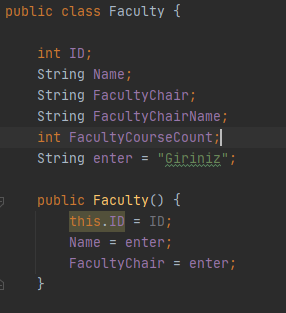 public class Faculty {
int ID;
String Name;
String FacultyChair;
String FacultyChairName;
int FacultyCourseCount;
String enter = "Giriniz";
public Faculty() {
this.ID = ID;
Name = enter;
FacultyChair = enter;
}